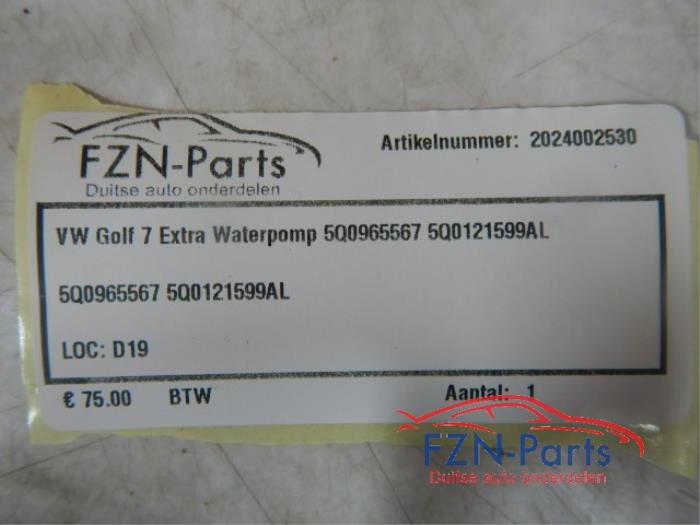 FZN-Parts
Duitse auto onderdelen
Artikelnummer: 2024002530
VW Golf 7 Extra Waterpomp 5Q0965567 5Q0121599AL
5Q0965567 5Q0121599AL
LOC: D19
€ 75.00 BTW Aantal: 1
FZN-Parts
Duitse auto onderdelen